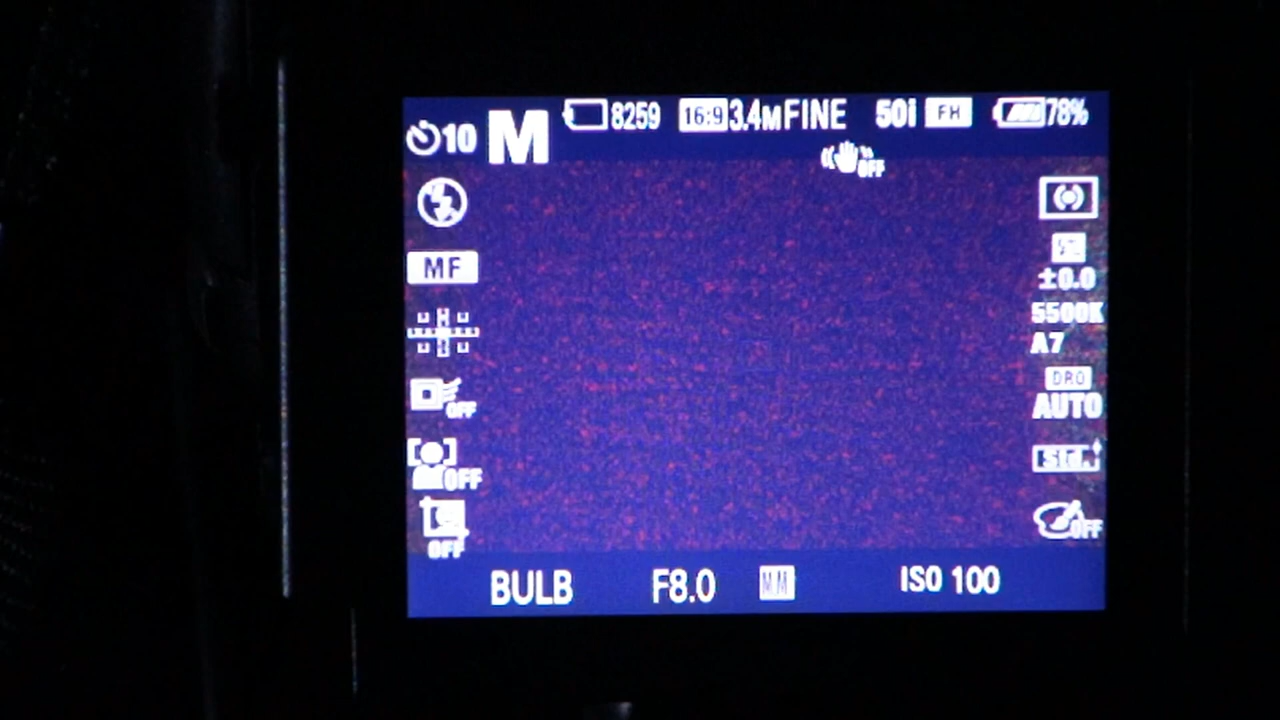 10 M 8259 16:9 3.4M FINE 50i FH 78%
OFF
MF
±0.0
5500K
A7
OFF
DRO
AUTO
OFF
OFF
OFF
BULB F8.0 MM ISO 100